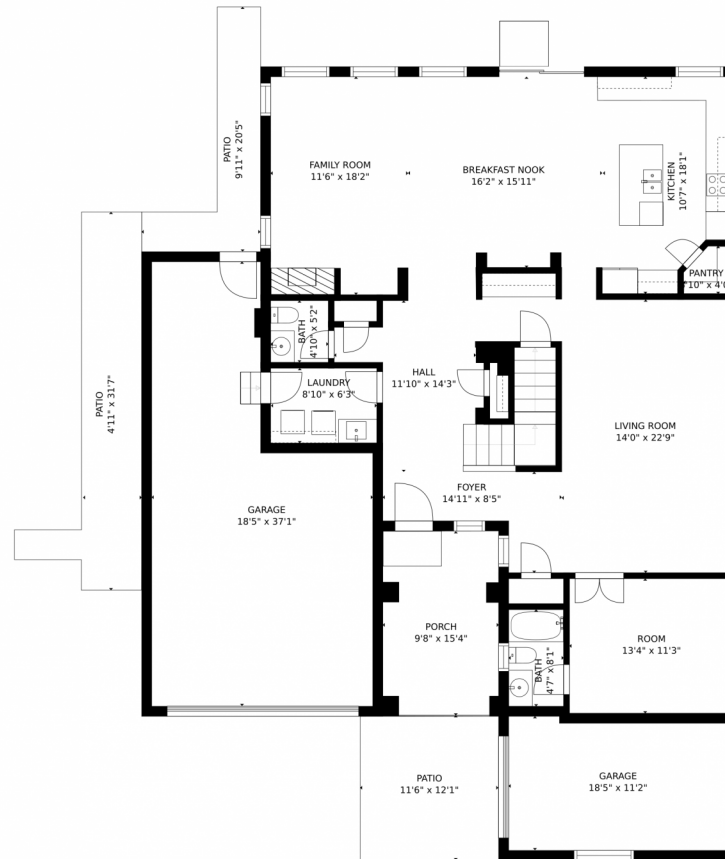 PATIO
9'11" x 20'5"
FAMILY ROOM
11'6" x 18'2"
BREAKFAST NOOK
16'2" x 15'11"
KITCHEN
10'7" x 18'1"
PANTRY
BATH
4'10" x 5'2"
HALL
11'10" x 14'3"
LAUNDRY
8'10" x 6'3"
PATIO
4'11" x 31'7"
LIVING ROOM
14'0" x 22'9"
FOYER
14'11" x 8'5"
GARAGE
18'5" x 37'1"
PORCH
9'8" x 15'4"
BATH
4'7" x 8'1"
ROOM
13'4" x 11'3"
PATIO
11'6" x 12'1"
GARAGE
18'5" x 11'2"